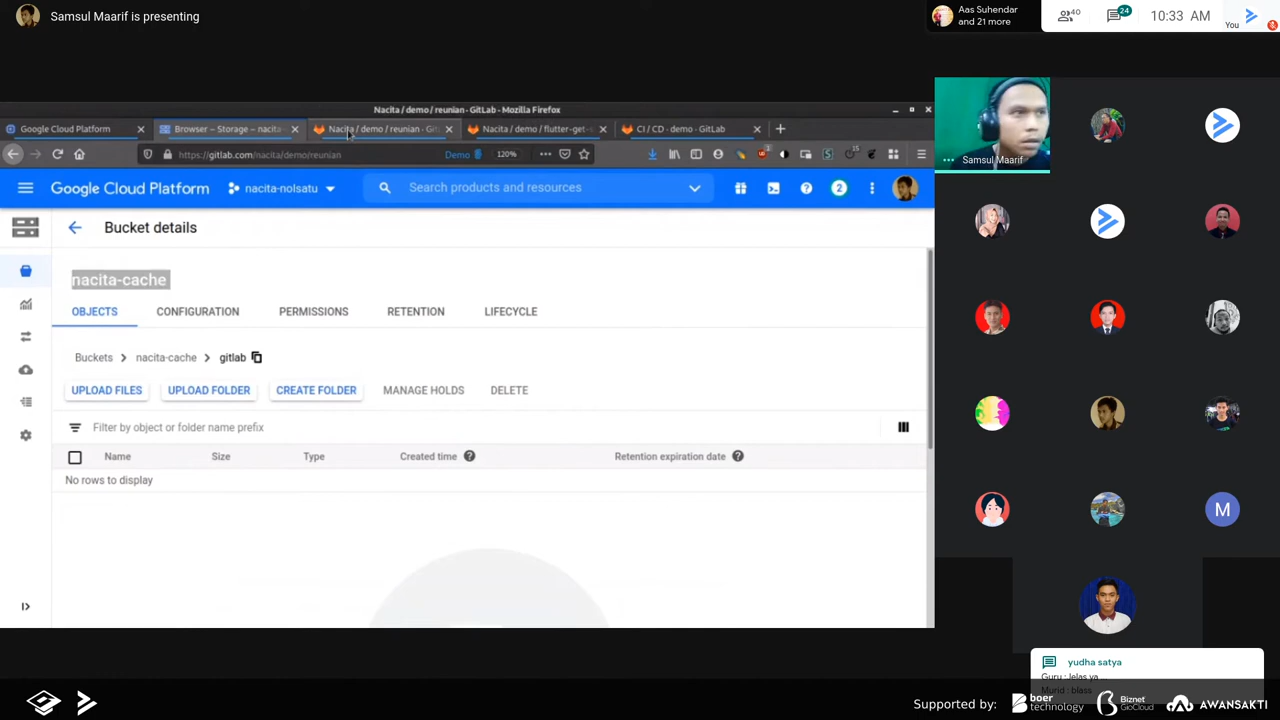 Samsul Maarif is presenting
Aas Suhendar
and 21 more
40
24
10:33 AM
You
Nacita / demo / reunian · GitLab - Mozilla Firefox
Google Cloud Platform
Browser – Storage – nacita-
Nacita / demo / reunian · Git
Nacita / demo / flutter-get-s
CI / CD · demo · GitLab
https://gitlab.com/nacita/demo/reunian
Demo
120%
Google Cloud Platform
nacita-nolsatu
Search products and resources
2
Bucket details
nacita-cache
OBJECTS
CONFIGURATION
PERMISSIONS
RETENTION
LIFECYCLE
Buckets
nacita-cache
gitlab
UPLOAD FILES
UPLOAD FOLDER
CREATE FOLDER
MANAGE HOLDS
DELETE
Filter by object or folder name prefix
Name
Size
Type
Created time
Retention expiration date
No rows to display
Samsul Maarif
M
yudha satya
Guru : Jelas ya ...
Murid : blass
Supported by:
boer
technology
Biznet
GioCloud
AWANSAKTI